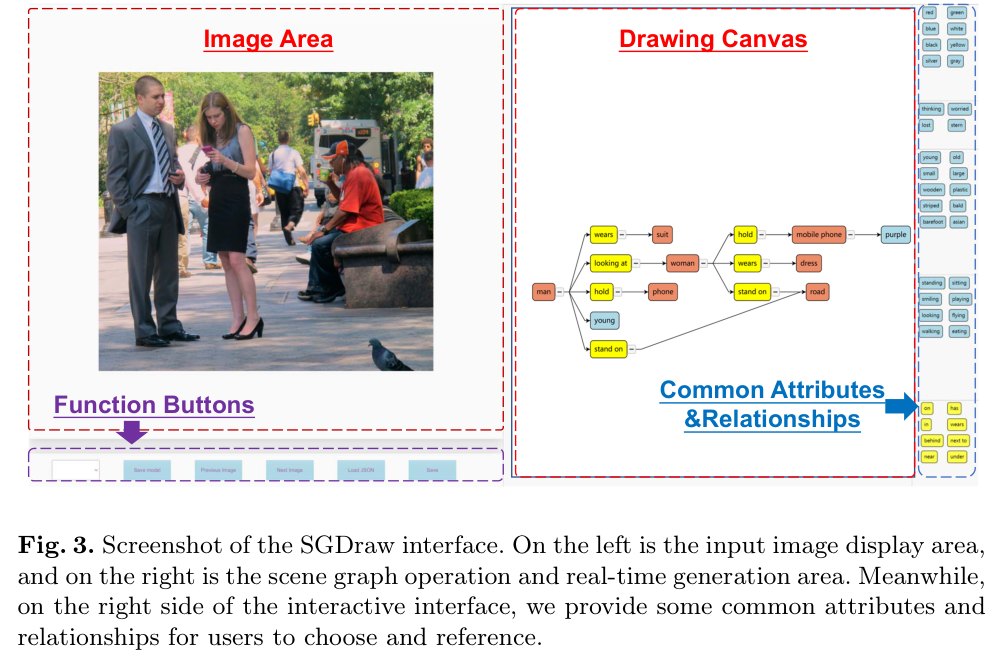 Image Area
Drawing Canvas
red green
blue white
black yellow
silver gray
thinking worried
lost stern
young old
small large
wooden plastic
striped bald
barefoot asian
wears suit
hold mobile phone purple
looking at woman
wears dress
man
hold phone
stand on road
young
stand on
standing sitting
smiling playing
looking flying
walking eating
Common Attributes
&Relationships
Function Buttons
on has
in wears
behind next to
near under
Save model Previous Image Next Image Load JSON
Fig. 3. Screenshot of the SGDraw interface. On the left is the input image display area,
and on the right is the scene graph operation and real-time generation area. Meanwhile,
on the right side of the interactive interface, we provide some common attributes and
relationships for users to choose and reference.